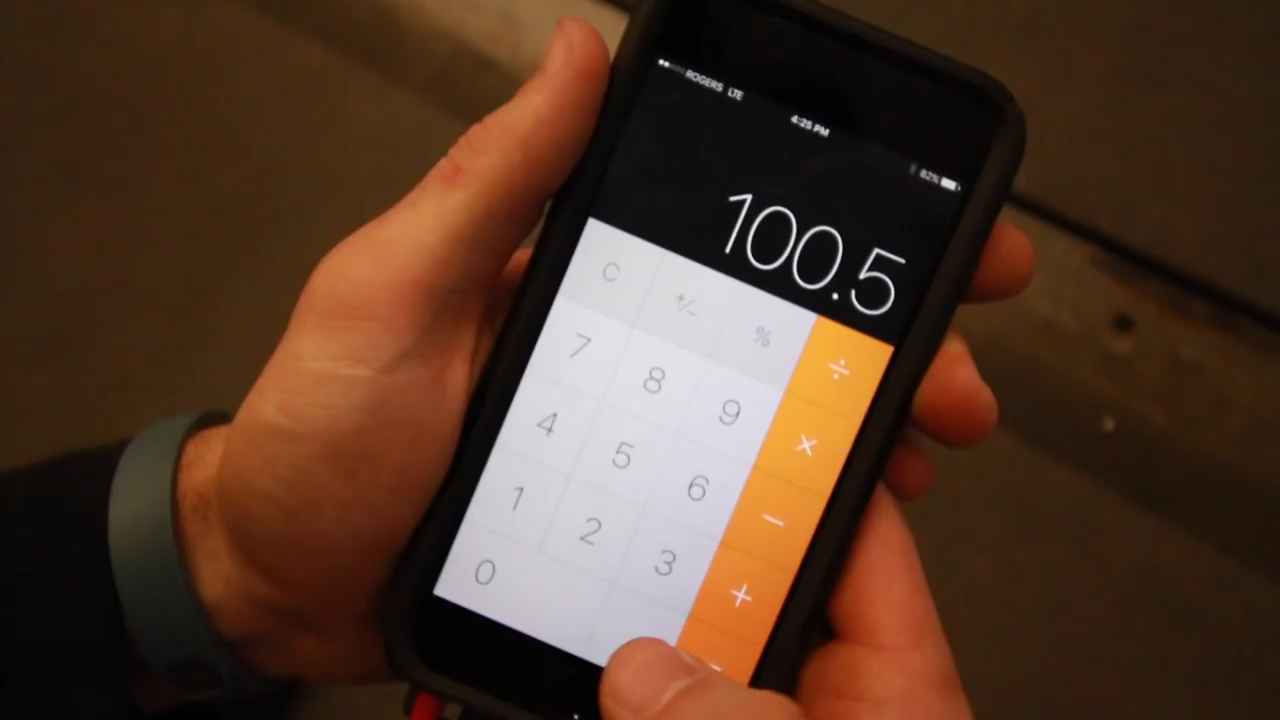 ROGERS LTE
4:25 PM
82%
100.5
C +/- % ÷
7 8 9 ×
4 5 6 −
1 2 3 +
0